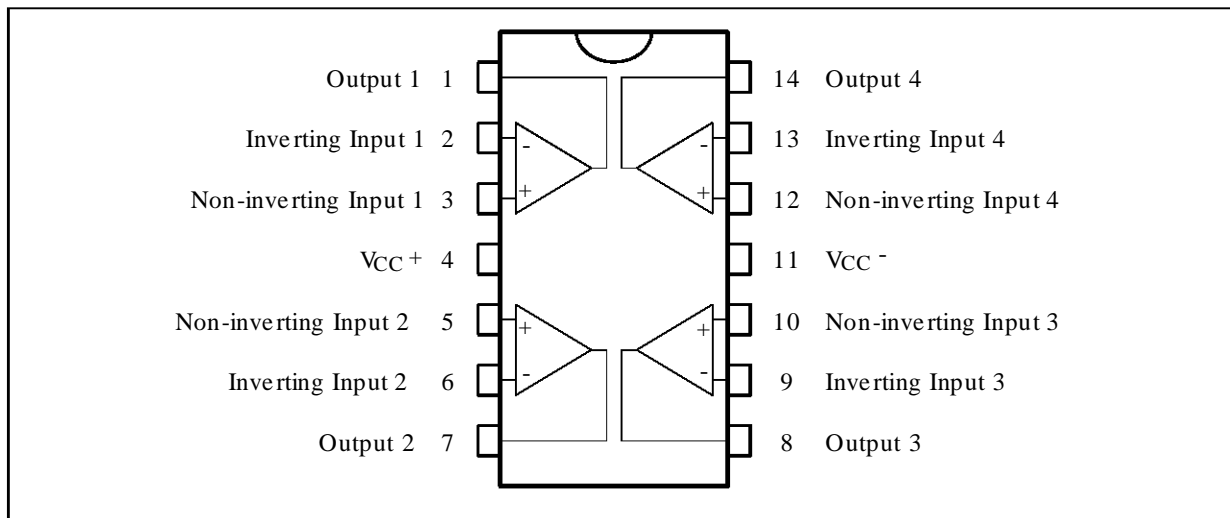 Output 1 1
Inverting Input 1 2
Non-inverting Input 1 3
VCC + 4
Non-inverting Input 2 5
Inverting Input 2 6
Output 2 7
14 Output 4
13 Inverting Input 4
12 Non-inverting Input 4
11 VCC -
10 Non-inverting Input 3
9 Inverting Input 3
8 Output 3
- +
- +
+ -
+ -